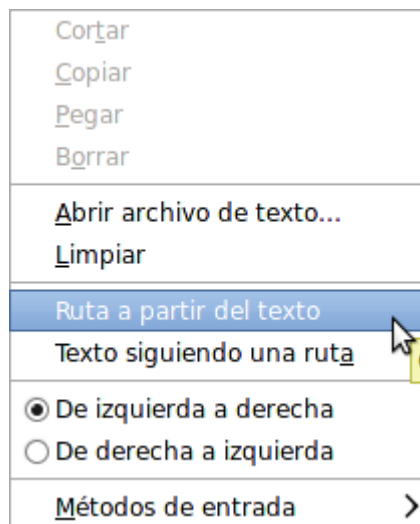 Cortar
Copiar
Pegar
Borrar
Abrir archivo de texto...
Limpiar
Ruta a partir del texto
Texto siguiendo una ruta
De izquierda a derecha
De derecha a izquierda
Métodos de entrada